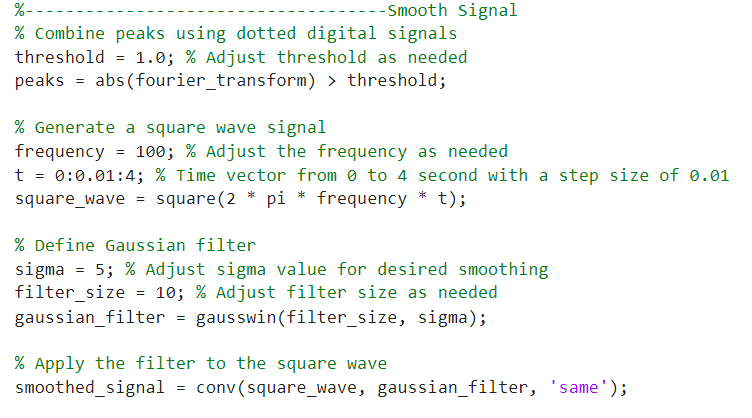 %------------------------------------Smooth Signal
% Combine peaks using dotted digital signals
threshold = 1.0; % Adjust threshold as needed
peaks = abs(fourier_transform) > threshold;
% Generate a square wave signal
frequency = 100; % Adjust the frequency as needed
t = 0:0.01:4; % Time vector from 0 to 4 second with a step size of 0.01
square_wave = square(2 * pi * frequency * t);
% Define Gaussian filter
sigma = 5; % Adjust sigma value for desired smoothing
filter_size = 10; % Adjust filter size as needed
gaussian_filter = gausswin(filter_size, sigma);
% Apply the filter to the square wave
smoothed_signal = conv(square_wave, gaussian_filter, 'same');